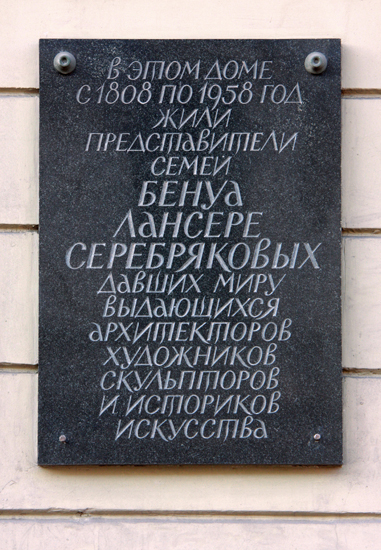 В ЭТОМ ДОМЕ
С 1808 ПО 1958 ГОД
ЖИЛИ
ПРЕДСТАВИТЕЛИ
СЕМЕЙ
БЕНУА
ЛАНСЕРЕ
СЕРЕБРЯКОВЫХ
ДАВШИХ МИРУ
ВЫДАЮЩИХСЯ
АРХИТЕКТОРОВ
ХУДОЖНИКОВ
СКУЛЬПТОРОВ
И ИСТОРИКОВ
ИСКУССТВА